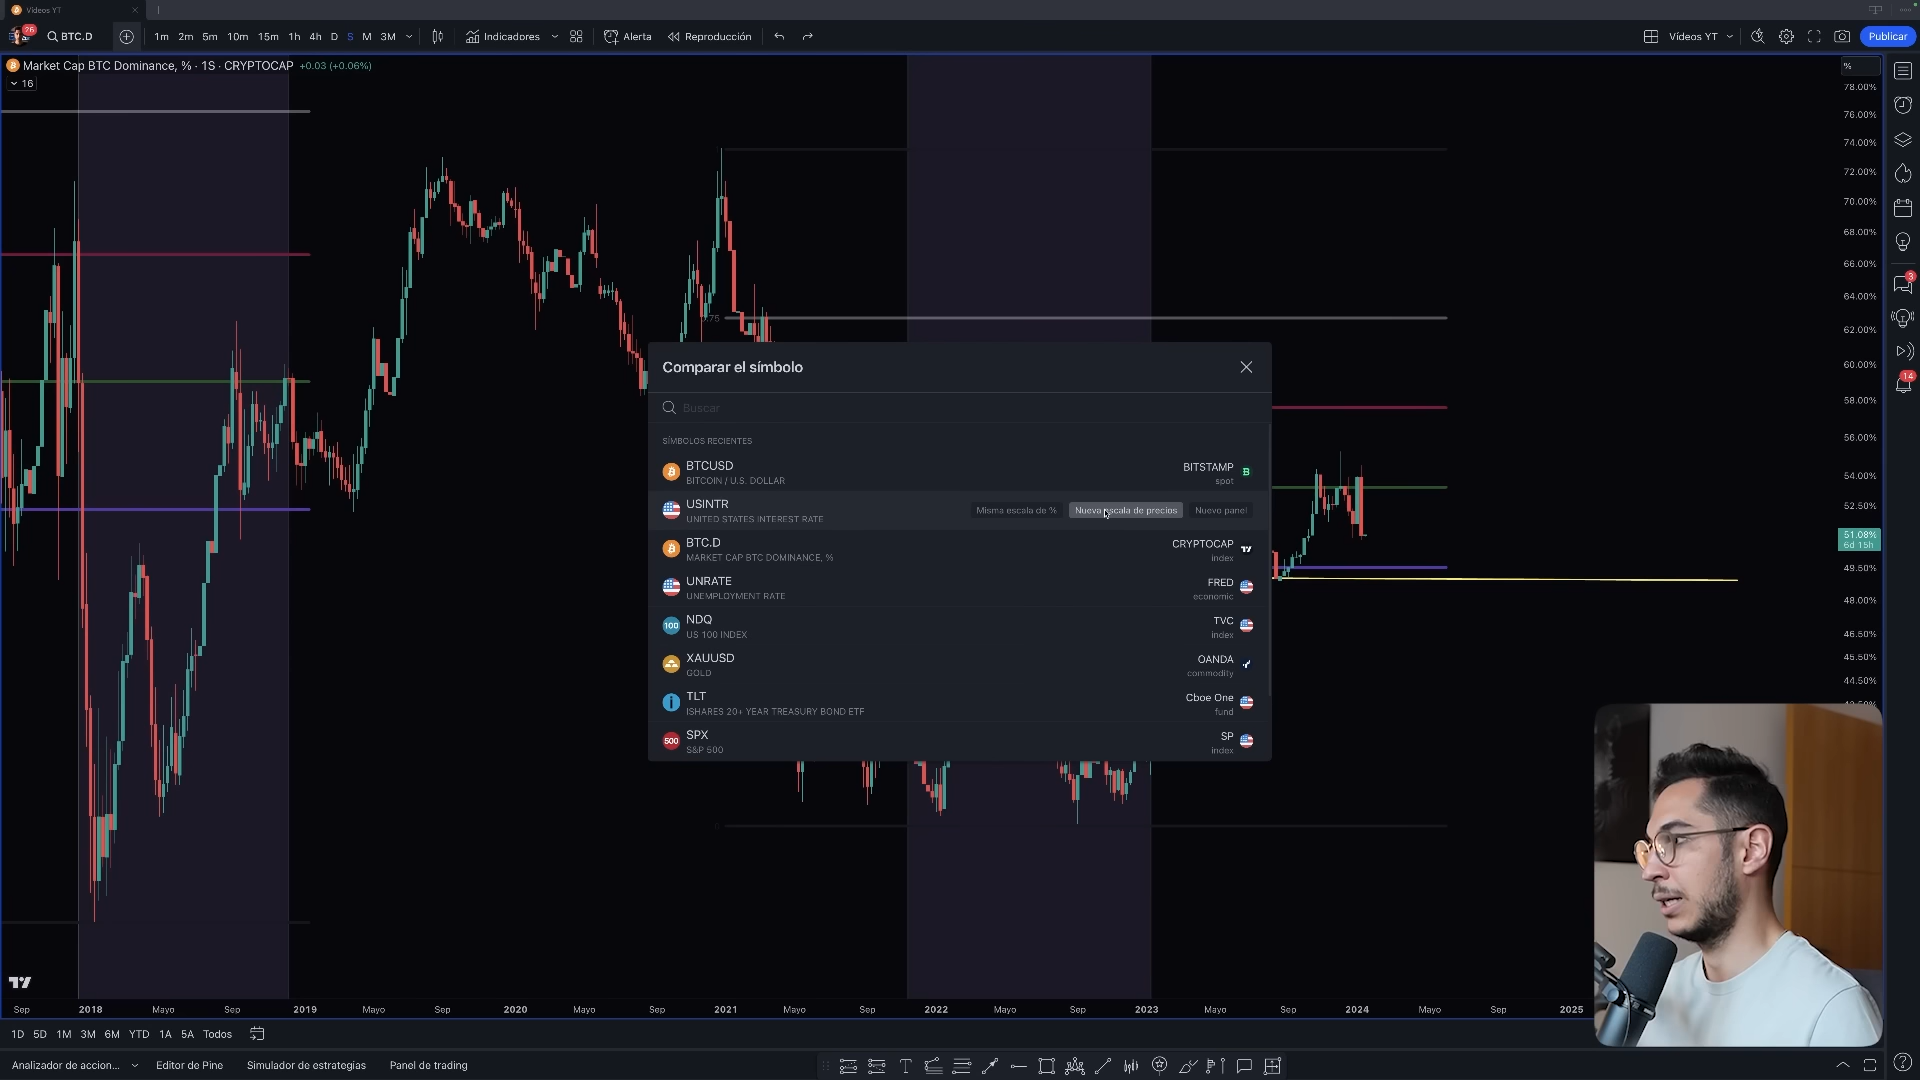 Vídeos YT
26
BTC.D
1m 2m 5m 10m 15m 1h 4h D S M 3M
Indicadores
Alerta
Reproducción
Vídeos YT
Publicar
Market Cap BTC Dominance, % · 1S · CRYPTOCAP +0.03 (+0.06%)
16
%
78.00%
76.00%
74.00%
72.00%
70.00%
68.00%
66.00%
64.00%
62.00%
60.00%
58.00%
56.00%
54.00%
52.50%
51.08%
6d 15h
49.50%
48.00%
46.50%
45.50%
44.50%
3
14
Comparar el símbolo
Buscar
SÍMBOLOS RECIENTES
BTCUSD
BITCOIN / U.S. DOLLAR
BITSTAMP
spot
USINTR
UNITED STATES INTEREST RATE
Misma escala de %
Nueva escala de precios
Nuevo panel
BTC.D
MARKET CAP BTC DOMINANCE, %
CRYPTOCAP
index
UNRATE
UNEMPLOYMENT RATE
FRED
economic
100
NDQ
US 100 INDEX
TVC
index
XAUUSD
GOLD
OANDA
commodity
TLT
ISHARES 20+ YEAR TREASURY BOND ETF
Cboe One
fund
500
SPX
S&P 500
SP
index
Sep 2018 Mayo Sep 2019 Mayo Sep 2020 Mayo Sep 2021 Mayo Sep 2022 Mayo Sep 2023 Mayo Sep 2024 Mayo Sep 2025
1D 5D 1M 3M 6M YTD 1A 5A Todos
Analizador de accion...
Editor de Pine
Simulador de estrategias
Panel de trading